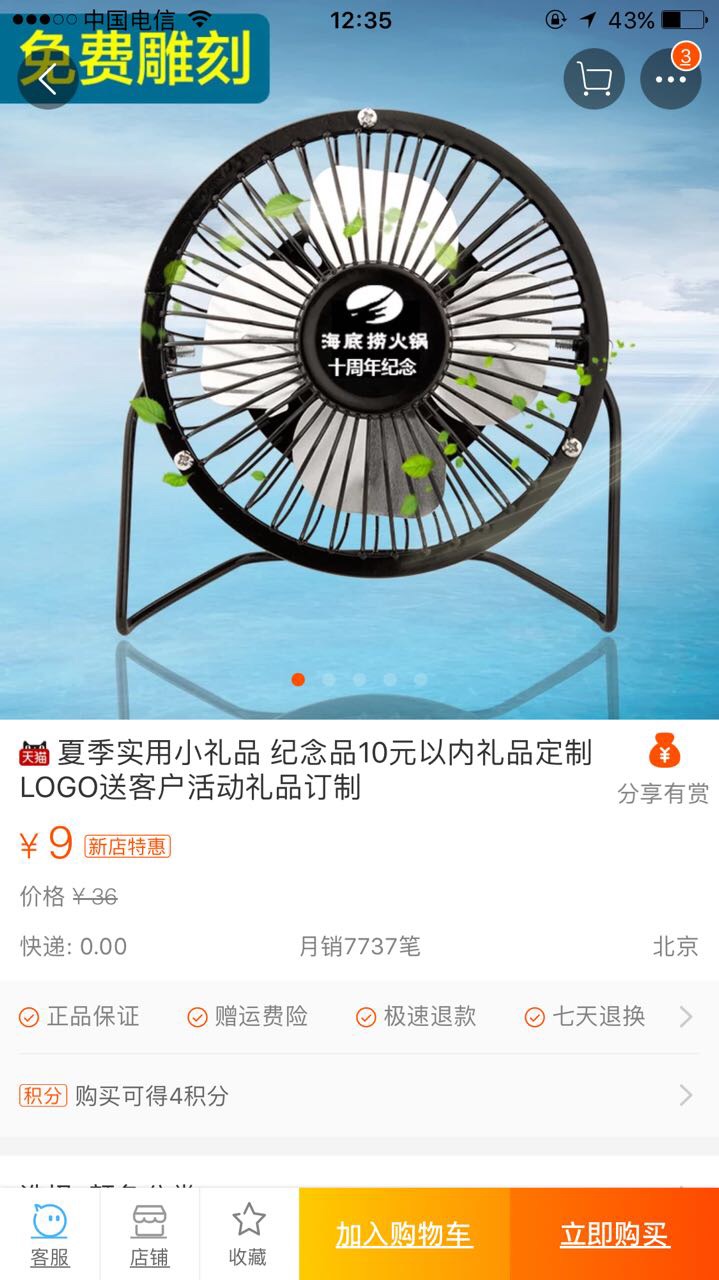 中国电信
12:35
43%
免费雕刻
3
海底捞火锅
十周年纪念
天猫 夏季实用小礼品 纪念品10元以内礼品定制
LOGO送客户活动礼品订制
¥
分享有赏
¥ 9 新店特惠
价格 ¥ 36
快递: 0.00 月销7737笔 北京
正品保证 赠运费险 极速退款 七天退换
积分 购买可得4积分
客服 店铺 收藏 加入购物车 立即购买